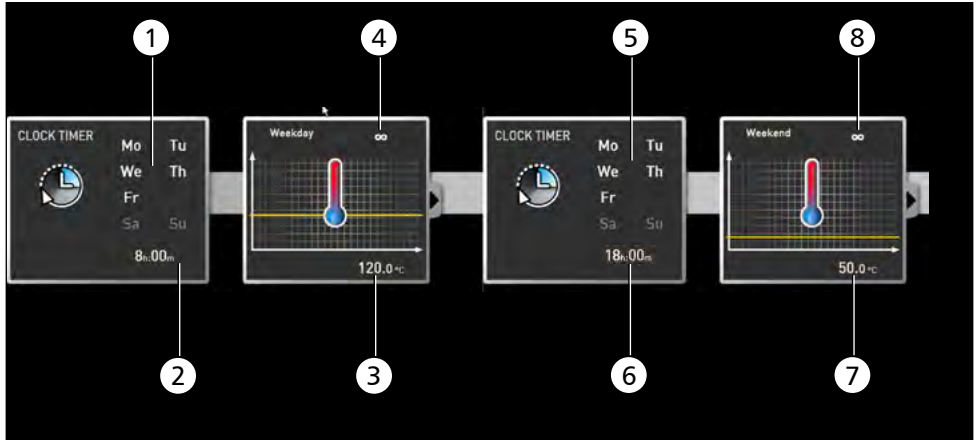 1
4
5
8
CLOCK TIMER
Mo Tu
We Th
Fr
Sa Su
8h:00m
Weekday ∞
120.0 °C
CLOCK TIMER
Mo Tu
We Th
Fr
Sa Su
18h:00m
Weekend ∞
50.0 °C
2
3
6
7